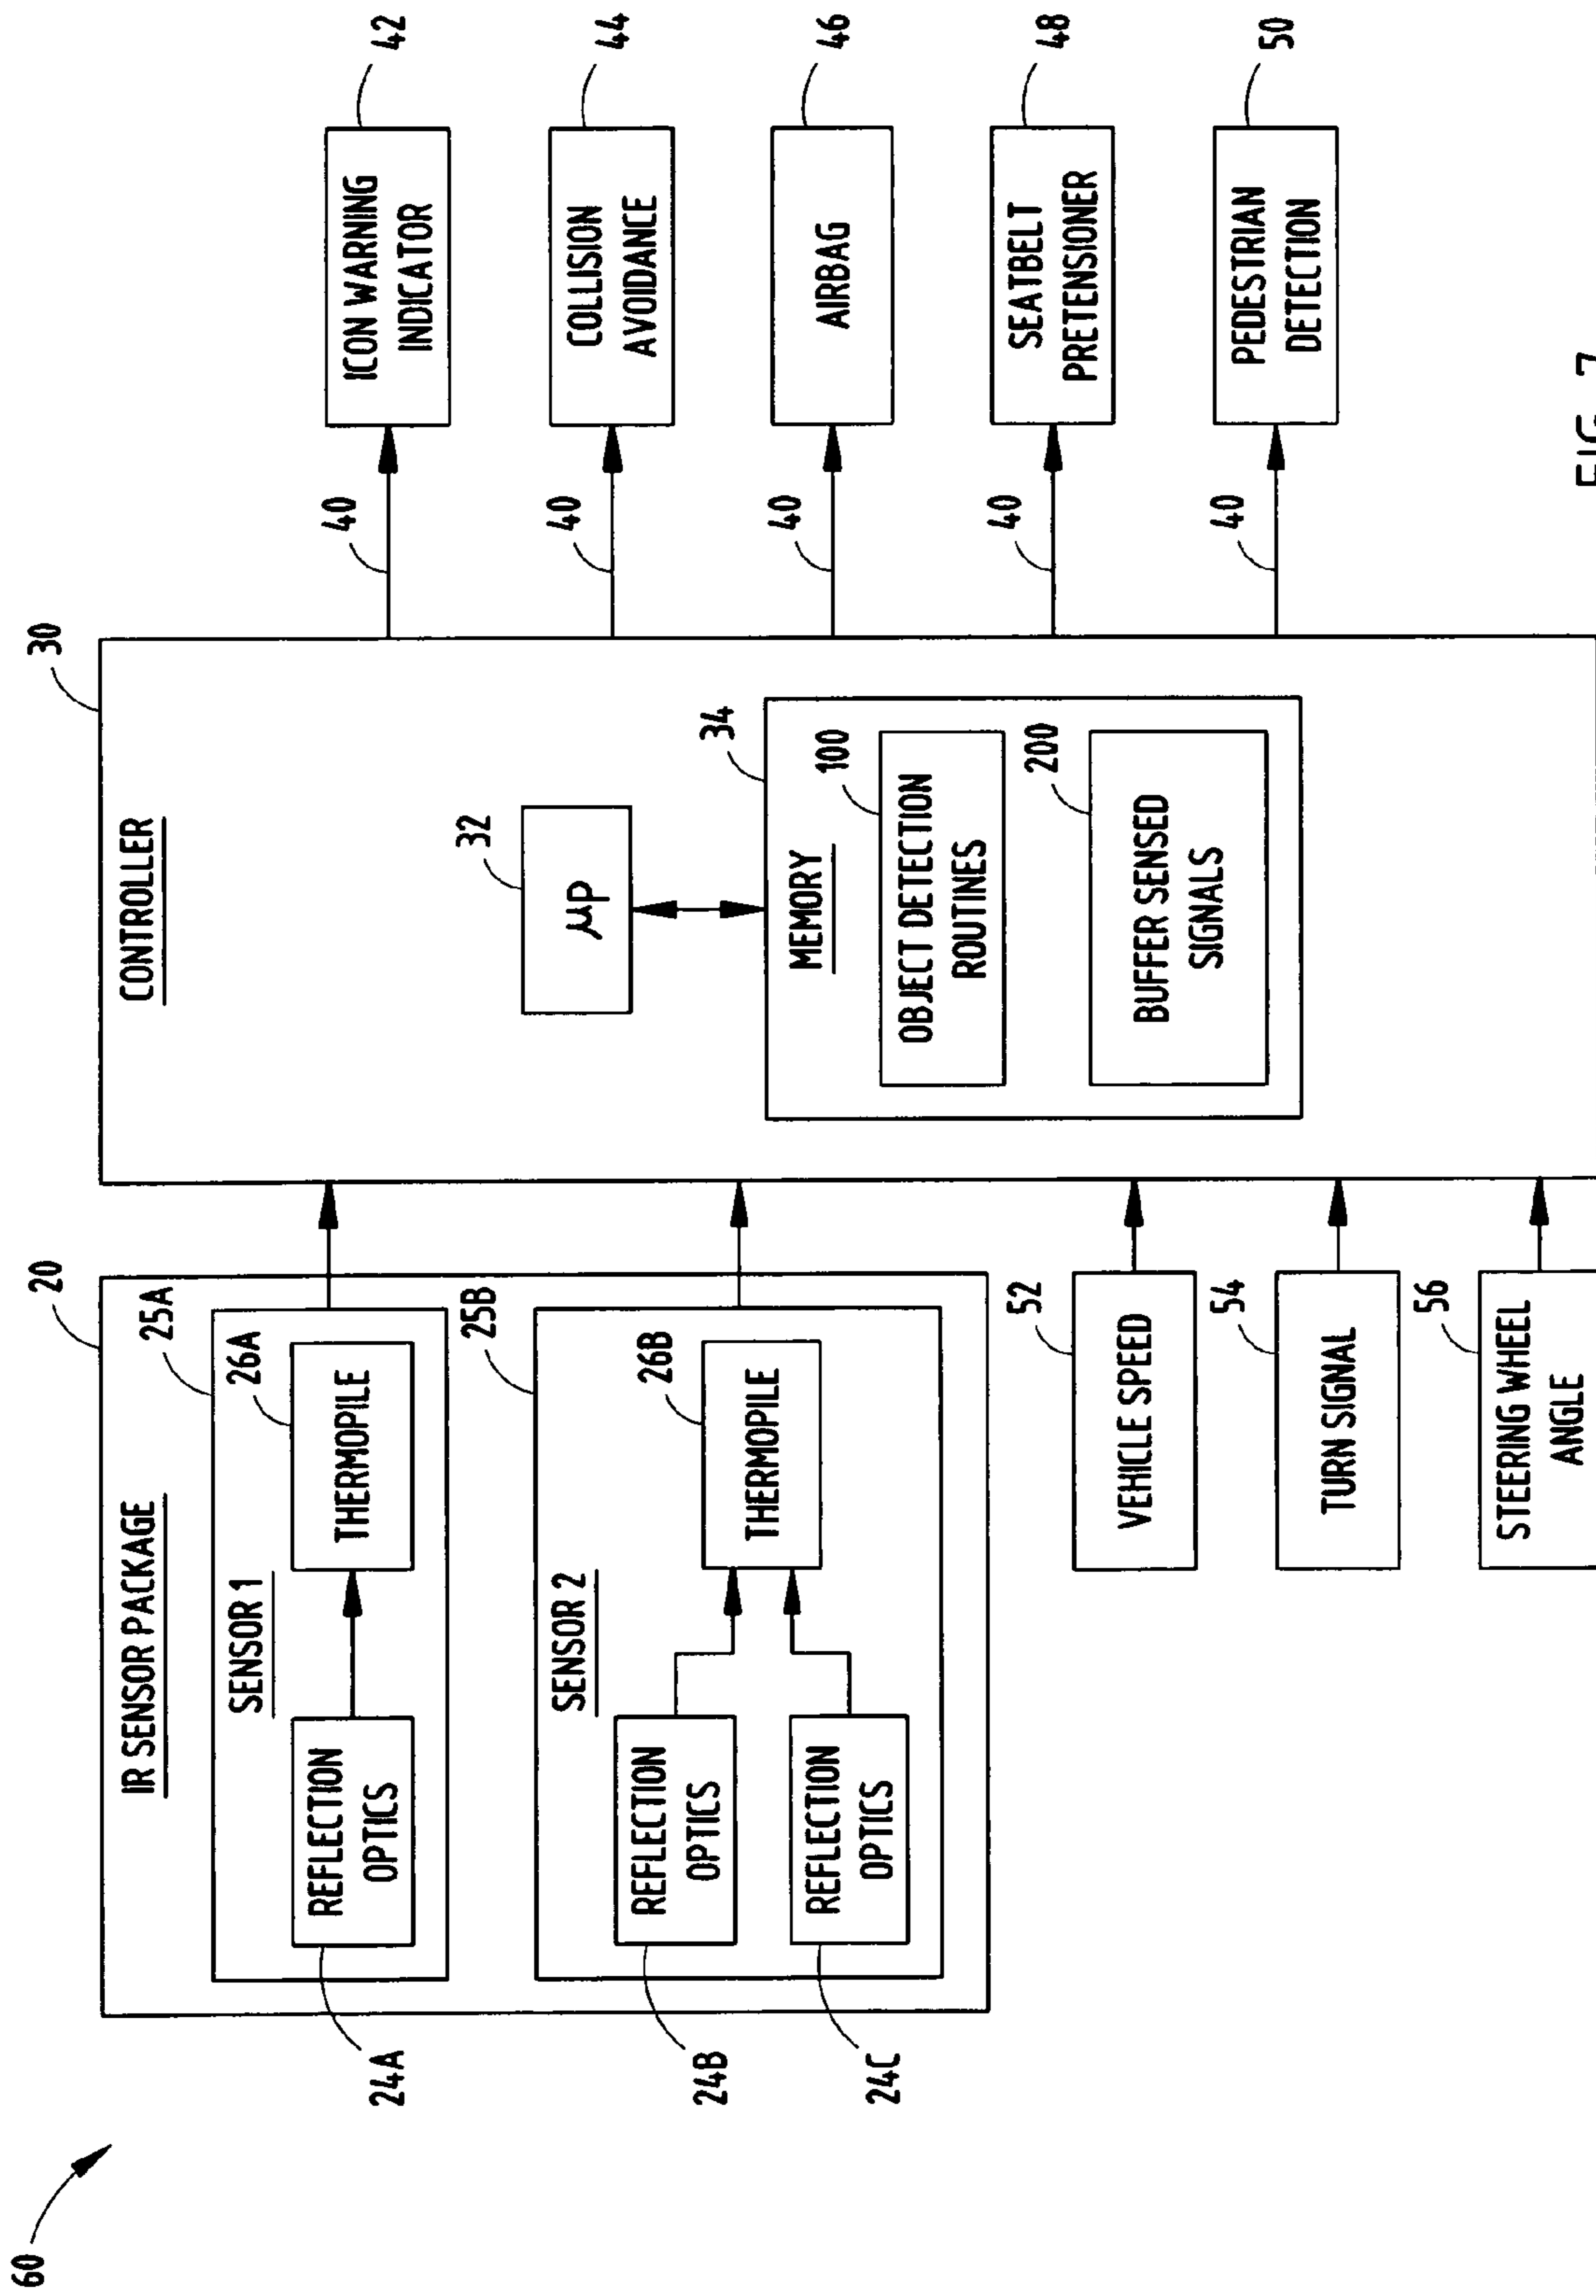 60
IR SENSOR PACKAGE
20
SENSOR 1
25A
REFLECTION
OPTICS
24A
THERMOPILE
26A
SENSOR 2
25B
REFLECTION
OPTICS
24B
REFLECTION
OPTICS
24C
THERMOPILE
26B
VEHICLE SPEED
52
TURN SIGNAL
54
STEERING WHEEL
ANGLE
56
CONTROLLER
30
μP
32
MEMORY
34
OBJECT DETECTION
ROUTINES
100
BUFFER SENSED
SIGNALS
200
40
ICON WARNING
INDICATOR
42
40
COLLISION
AVOIDANCE
44
40
AIRBAG
46
40
SEATBELT
PRETENSIONER
48
40
PEDESTRIAN
DETECTION
50
FIG. 7